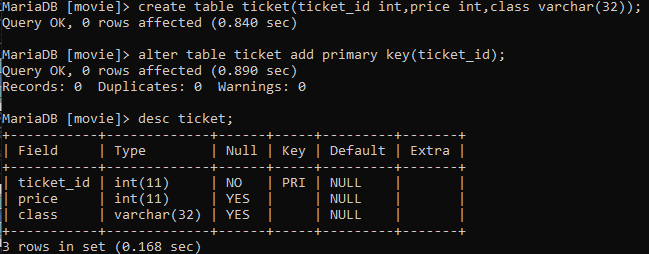 MariaDB [movie]> create table ticket(ticket_id int,price int,class varchar(32));
Query OK, 0 rows affected (0.840 sec)

MariaDB [movie]> alter table ticket add primary key(ticket_id);
Query OK, 0 rows affected (0.890 sec)
Records: 0  Duplicates: 0  Warnings: 0

MariaDB [movie]> desc ticket;
+-----------+-------------+------+-----+---------+-------+
| Field     | Type        | Null | Key | Default | Extra |
+-----------+-------------+------+-----+---------+-------+
| ticket_id | int(11)     | NO   | PRI | NULL    |       |
| price     | int(11)     | YES  |     | NULL    |       |
| class     | varchar(32) | YES  |     | NULL    |       |
+-----------+-------------+------+-----+---------+-------+
3 rows in set (0.168 sec)